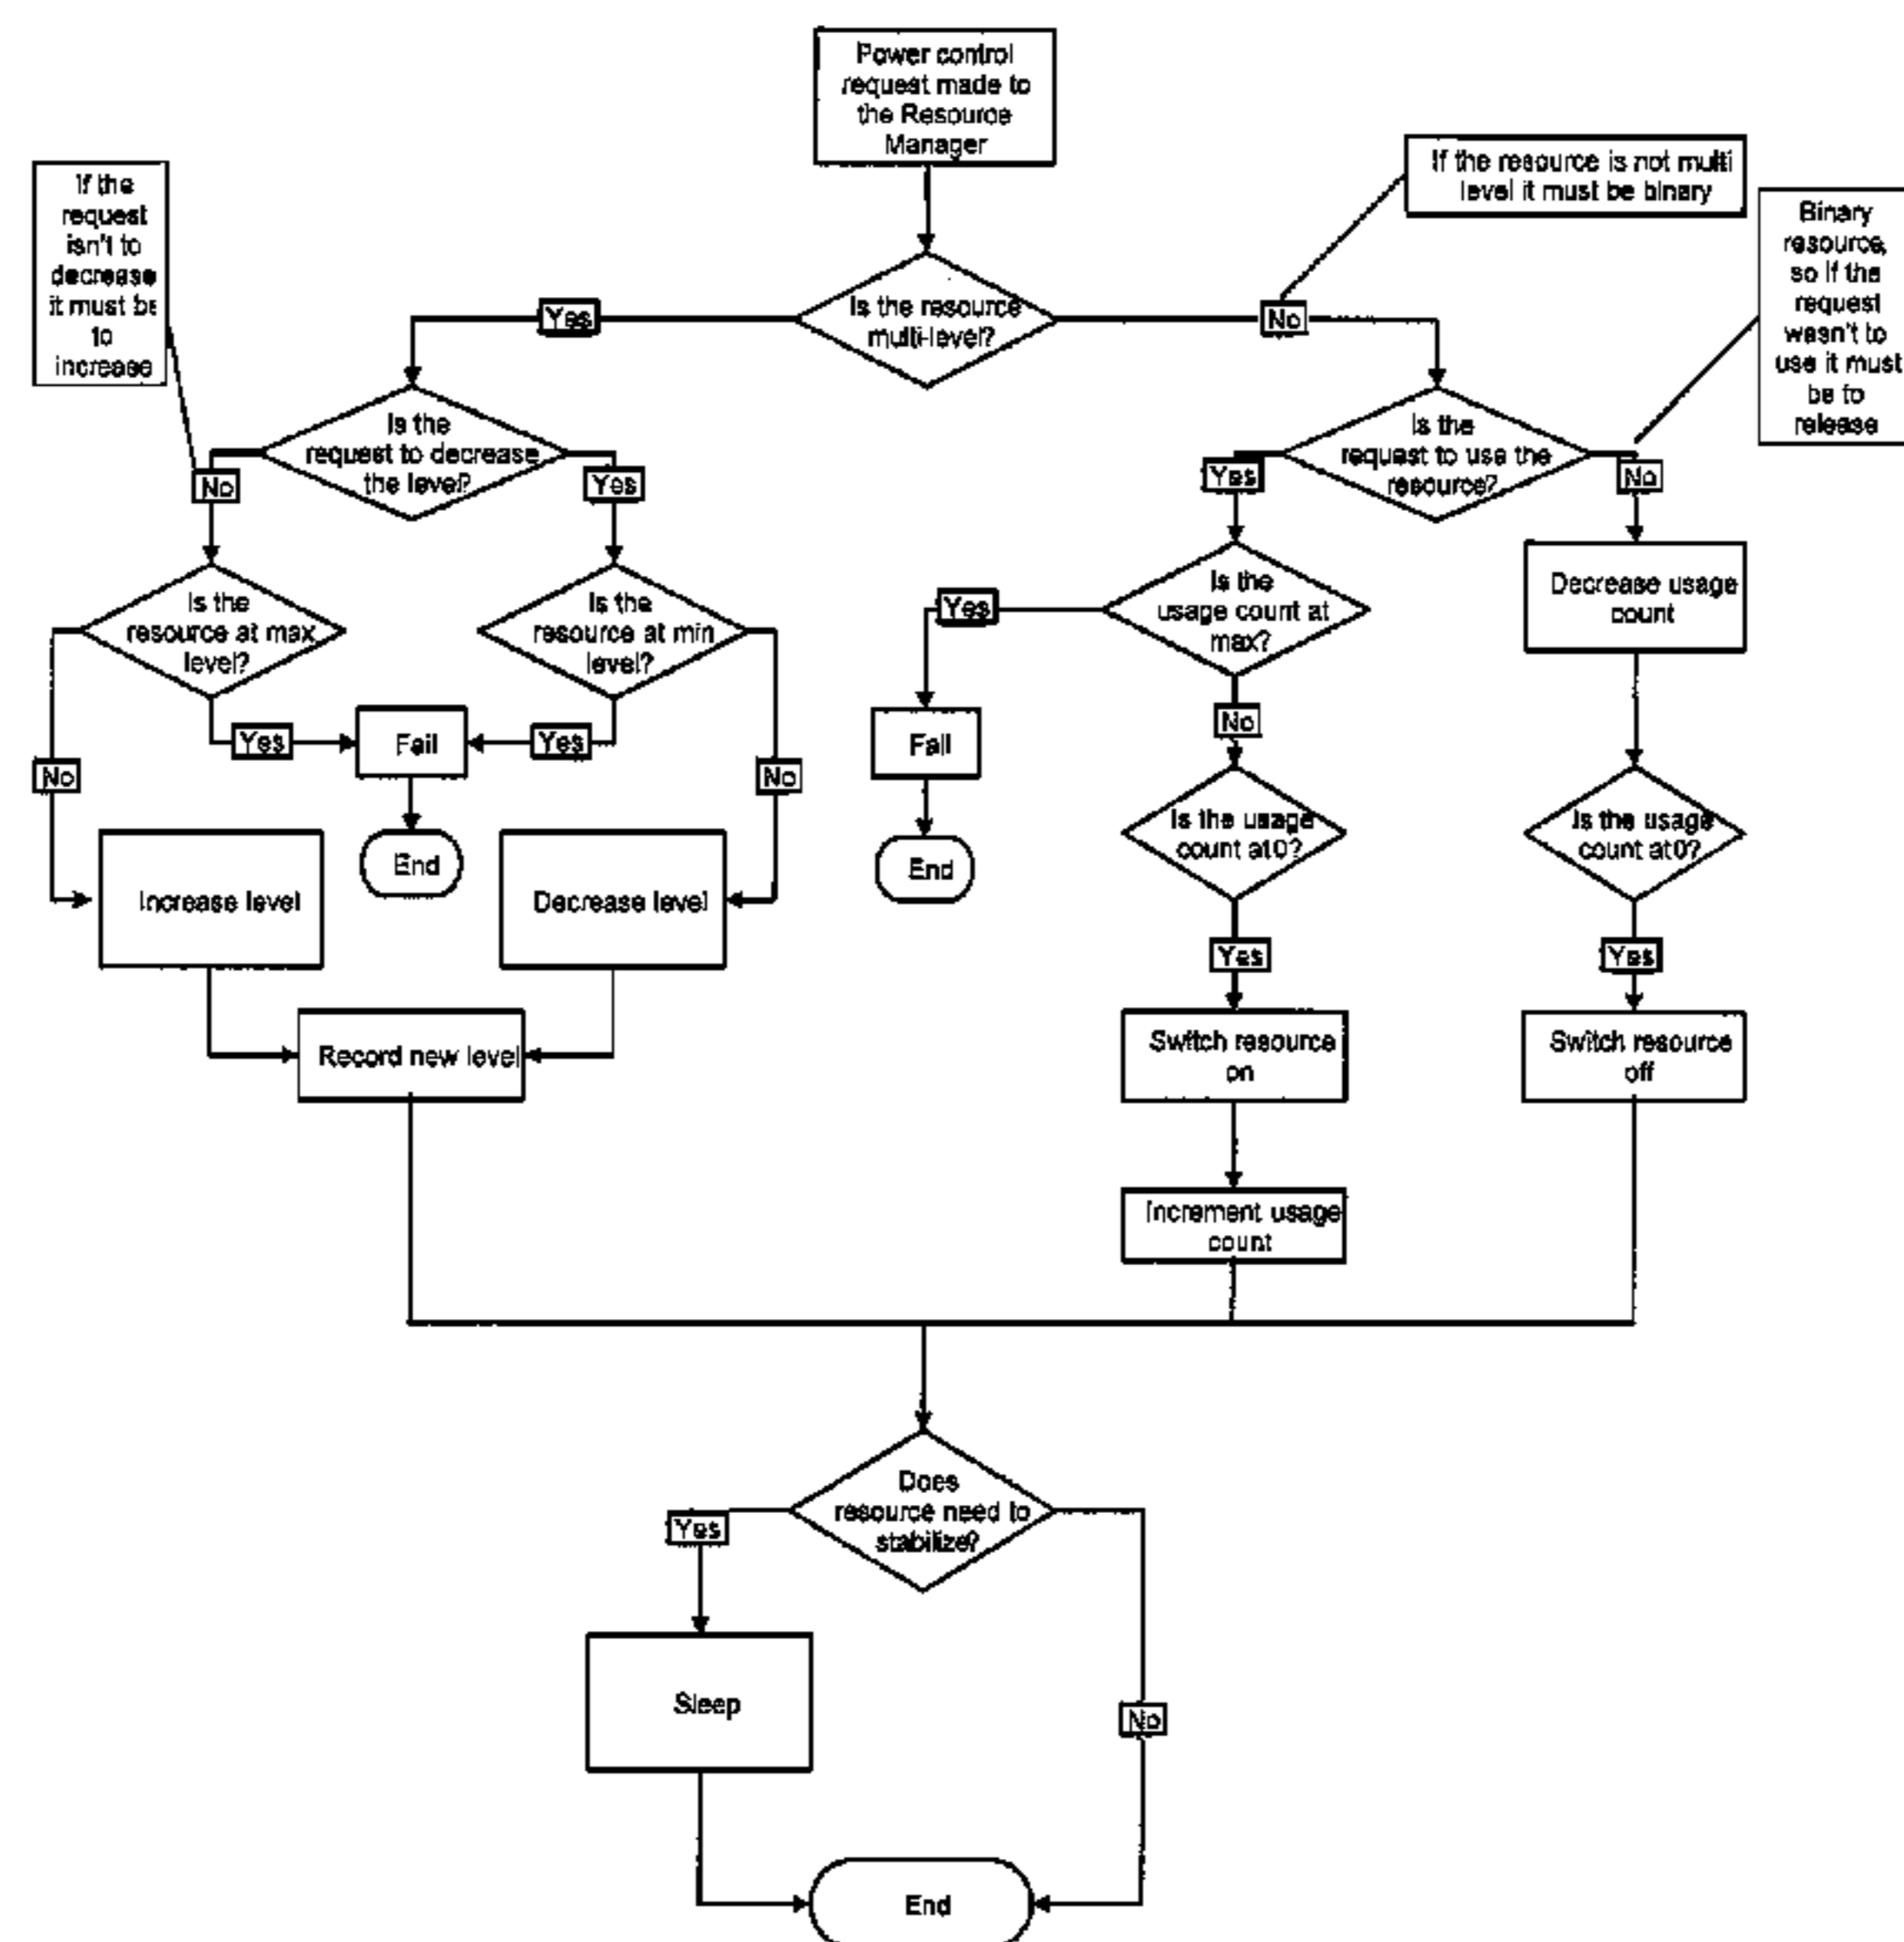 Power control
request made to
the Resource
Manager
If the resource is not multi
level it must be binary
If the
request
isn't to
decrease
it must be
to
increase
Binary
resource,
so if the
request
wasn't to
use it must
be to
release
Is the resource
multi-level?
Yes
No
Is the
request to decrease
the level?
No
Yes
Is the
request to use the
resource?
Yes
No
Is the
resource at max
level?
Is the
resource at min
level?
Is the
usage count at
max?
Decrease usage
count
Yes
No
Yes
Yes
No
No
Fail
Fail
No
End
End
Increase level
Decrease level
Is the usage
count at 0?
Is the usage
count at 0?
Yes
Yes
Record new level
Switch resource
on
Switch resource
off
Increment usage
count
Does
resource need to
stabilize?
Yes
Sleep
No
End